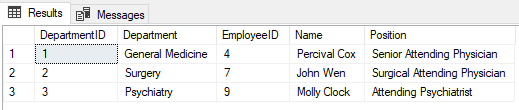 Results Messages
DepartmentID Department EmployeeID Name Position
1 1 General Medicine 4 Percival Cox Senior Attending Physician
2 2 Surgery 7 John Wen Surgical Attending Physician
3 3 Psychiatry 9 Molly Clock Attending Psychiatrist